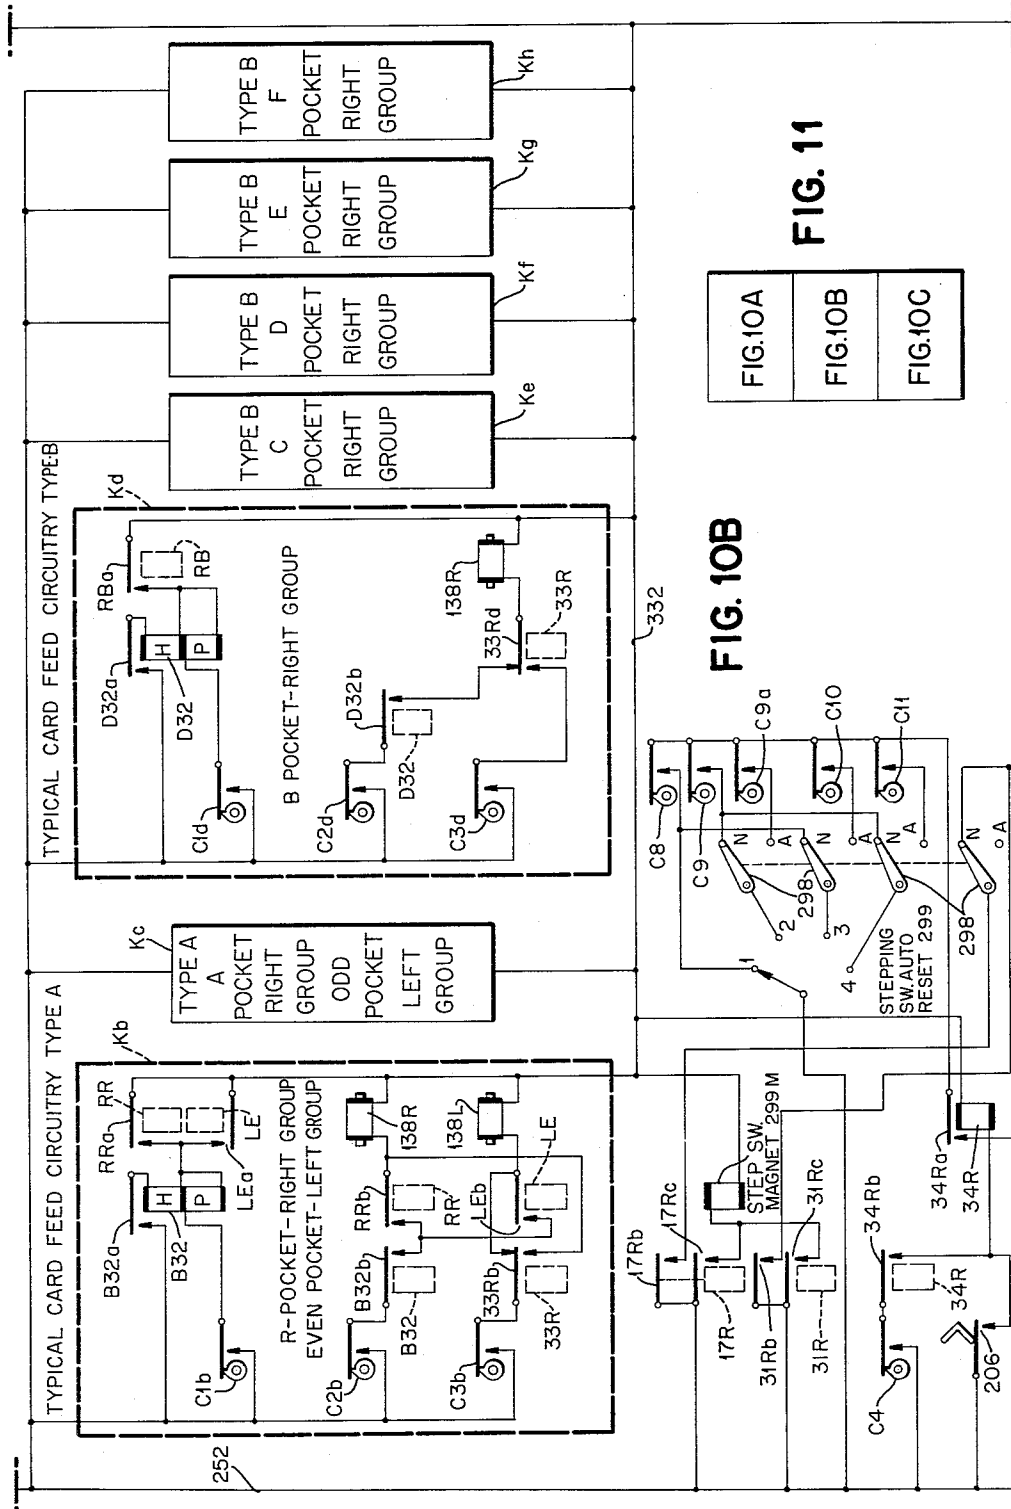 TYPICAL CARD FEED CIRCUITRY TYPE A
Kb
RRa
RR
B32a
H
P
B32
LEa
LE
C1b
R-POCKET-RIGHT GROUP
EVEN POCKET-LEFT GROUP
138R
RRb
RR
B32b
B32
C2b
138L
LEb
LE
33Rb
33R
C3b
Kc
TYPE A
A
POCKET
RIGHT
GROUP
ODD
POCKET
LEFT
GROUP
TYPICAL CARD FEED CIRCUITRY TYPE-B
Kd
RBa
RB
D32a
H
P
D32
C1d
B POCKET-RIGHT GROUP
D32b
D32
C2d
138R
33Rd
33R
C3d
TYPE B
C
POCKET
RIGHT
GROUP
Ke
TYPE B
D
POCKET
RIGHT
GROUP
Kf
TYPE B
E
POCKET
RIGHT
GROUP
Kg
TYPE B
F
POCKET
RIGHT
GROUP
Kh
252
332
17Rb
17Rc
17R
STEP SW.
MAGNET 299M
31Rb
31Rc
31R
34Rb
34R
C4
206
34Ra
34R
1
2
3
4
STEPPING
SW. AUTO
RESET 299
298
298
N
A
N
A
N
A
N
A
C8
C9
C9a
C10
C11
FIG. 10B
FIG.10A
FIG.10B
FIG.10C
FIG. 11